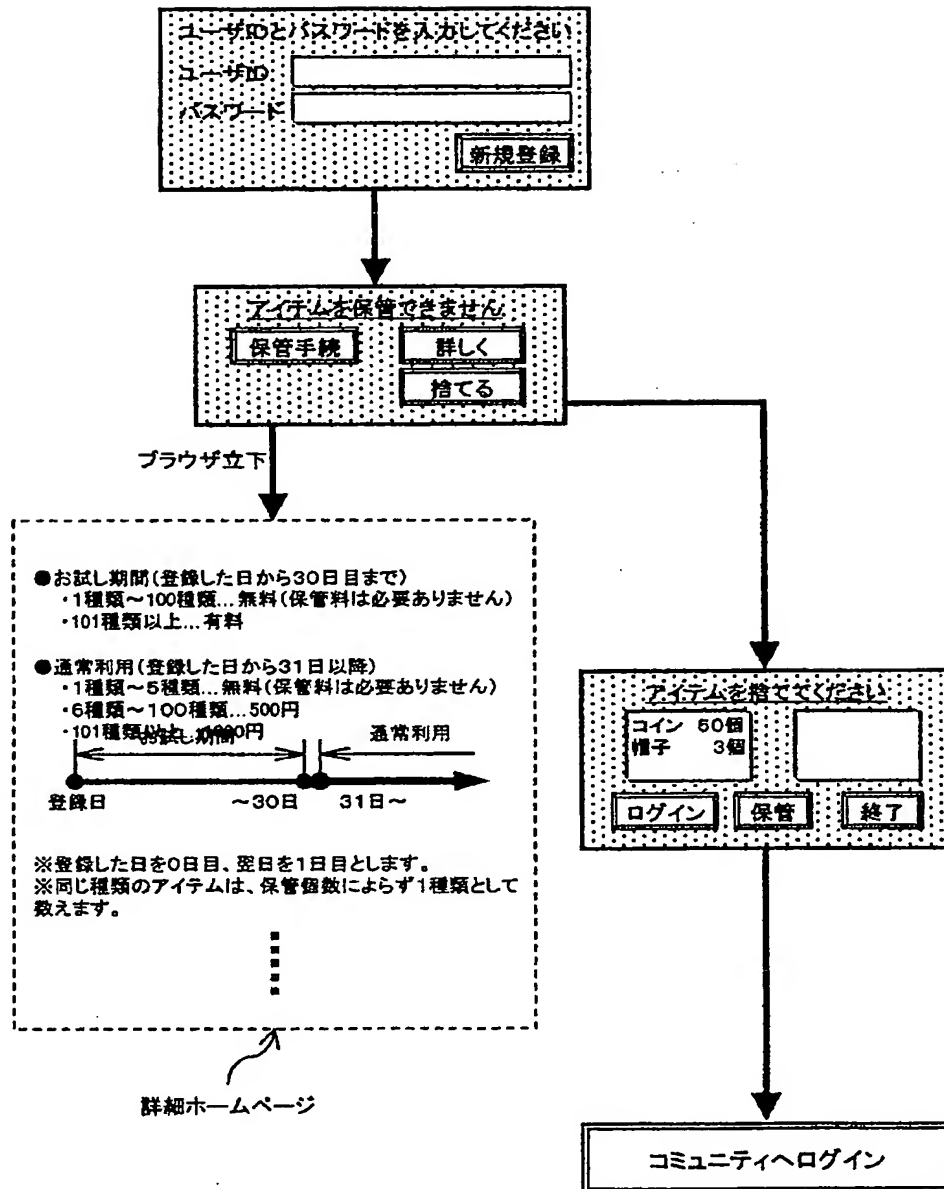 ユーザIDとパスワードを入力してください
ユーザID
パスワード
新規登録
アイテムを保管できません
保管手続
詳しく
捨てる
ブラウザ立下
●お試し期間(登録した日から30日目まで)
・1種類〜100種類...無料(保管料は必要ありません)
・101種類以上...有料
●通常利用(登録した日から31日以降)
・1種類〜5種類...無料(保管料は必要ありません)
・6種類〜100種類...500円
・101種類以上
お試し期間
通常利用
登録日
〜30日
31日〜
※登録した日を0日目、翌日を1日目とします。
※同じ種類のアイテムは、保管個数によらず1種類として
数えます。
詳細ホームページ
アイテムを捨ててください
コイン 50個
帽子 3個
ログイン
保管
終了
コミュニティへログイン